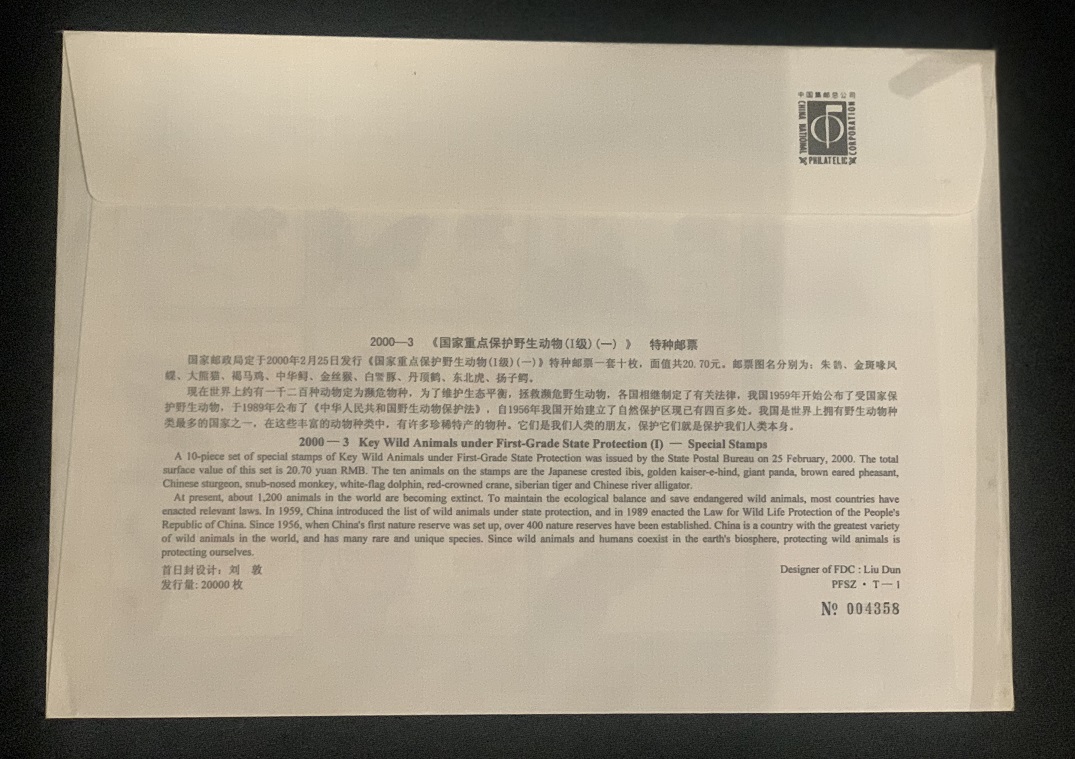 中国集邮总公司
CHINA NATIONAL
PHILATELIC
CORPORATION
2000—3 《国家重点保护野生动物(I级)(一)》 特种邮票
国家邮政局定于2000年2月25日发行《国家重点保护野生动物(I级)(一)》特种邮票一套十枚，面值共20.70元。邮票图名分别为：朱鹮、金斑喙凤
蝶、大熊猫、褐马鸡、中华鲟、金丝猴、白暨豚、丹顶鹤、东北虎、扬子鳄。
现在世界上约有一千二百种动物定为濒危物种，为了维护生态平衡，拯救濒危野生动物，各国相继制定了有关法律，我国1959年开始公布了受国家保
护野生动物，于1989年公布了《中华人民共和国野生动物保护法》，自1956年我国开始建立了自然保护区现已有四百多处。我国是世界上拥有野生动物种
类最多的国家之一，在这些丰富的动物种类中，有许多珍稀特产的物种。它们是我们人类的朋友，保护它们就是保护我们人类本身。
2000 — 3 Key Wild Animals under First-Grade State Protection (I) — Special Stamps
A 10-piece set of special stamps of Key Wild Animals under First-Grade State Protection was issued by the State Postal Bureau on 25 February, 2000. The total
surface value of this set is 20.70 yuan RMB. The ten animals on the stamps are the Japanese crested ibis, golden kaiser-e-hind, giant panda, brown eared pheasant,
Chinese sturgeon, snub-nosed monkey, white-flag dolphin, red-crowned crane, siberian tiger and Chinese river alligator.
At present, about 1,200 animals in the world are becoming extinct. To maintain the ecological balance and save endangered wild animals, most countries have
enacted relevant laws. In 1959, China introduced the list of wild animals under state protection, and in 1989 enacted the Law for Wild Life Protection of the People's
Republic of China. Since 1956, when China's first nature reserve was set up, over 400 nature reserves have been established. China is a country with the greatest variety
of wild animals in the world, and has many rare and unique species. Since wild animals and humans coexist in the earth's biosphere, protecting wild animals is
protecting ourselves.
首日封设计：刘 敦
发行量: 20000 枚
Designer of FDC : Liu Dun
PFSZ · T—1
№ 004358